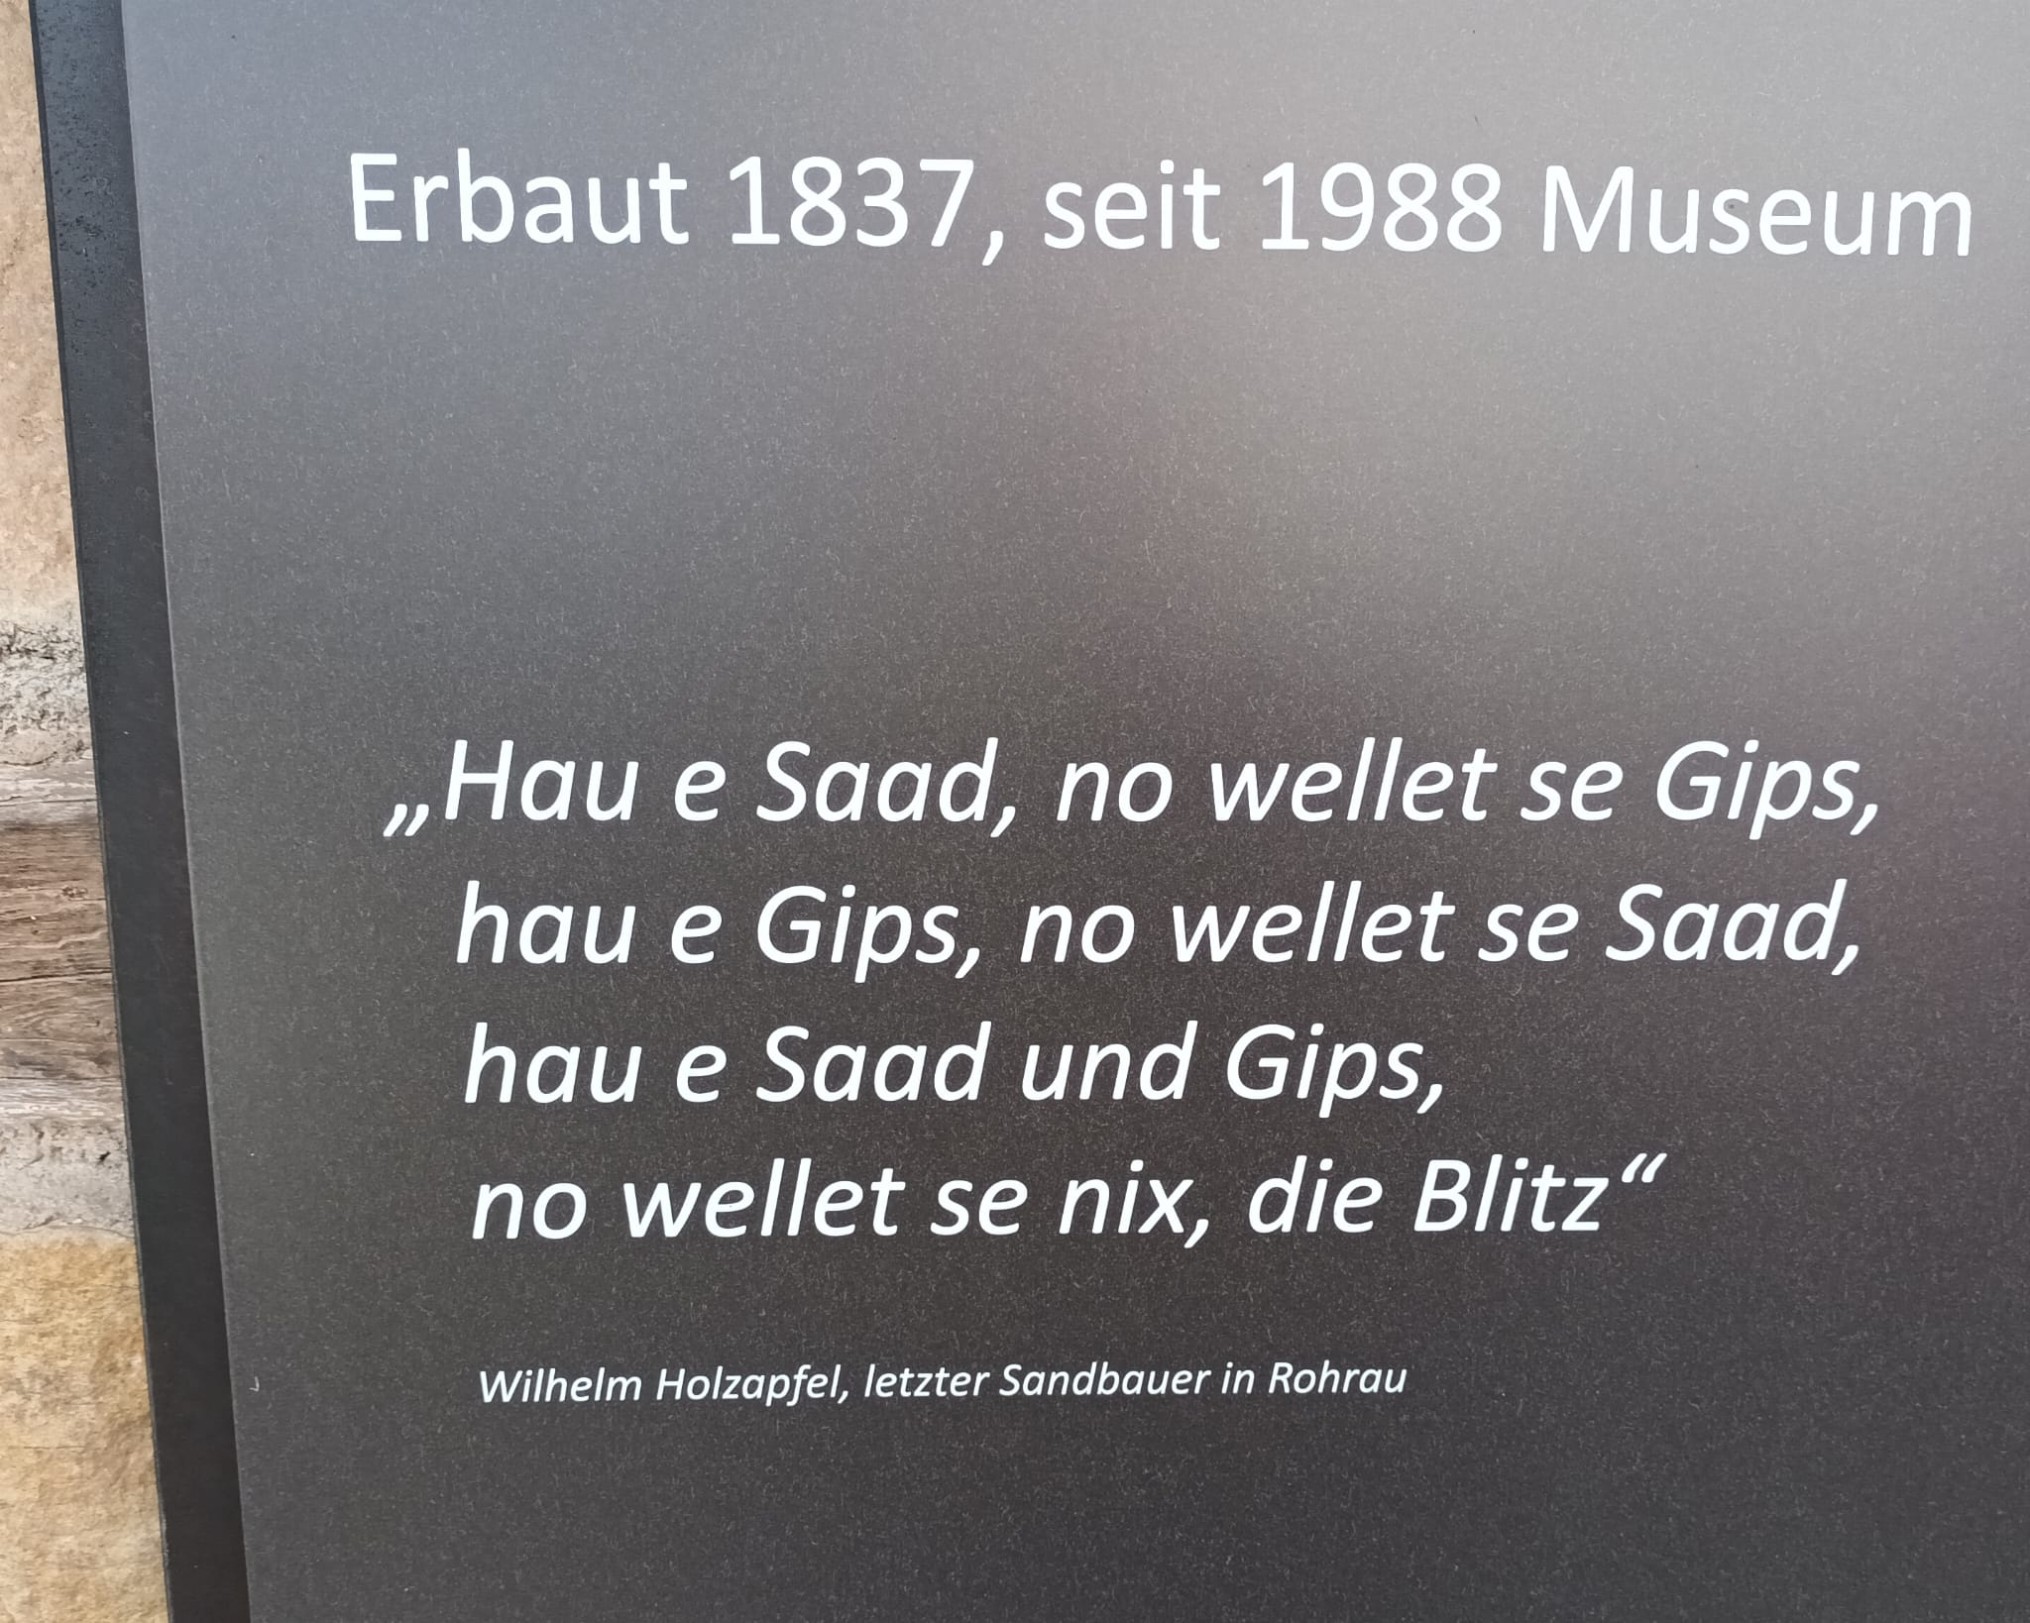 Erbaut 1837, seit 1988 Museum
„Hau e Saad, no wellet se Gips,
hau e Gips, no wellet se Saad,
hau e Saad und Gips,
no wellet se nix, die Blitz“
Wilhelm Holzapfel, letzter Sandbauer in Rohrau